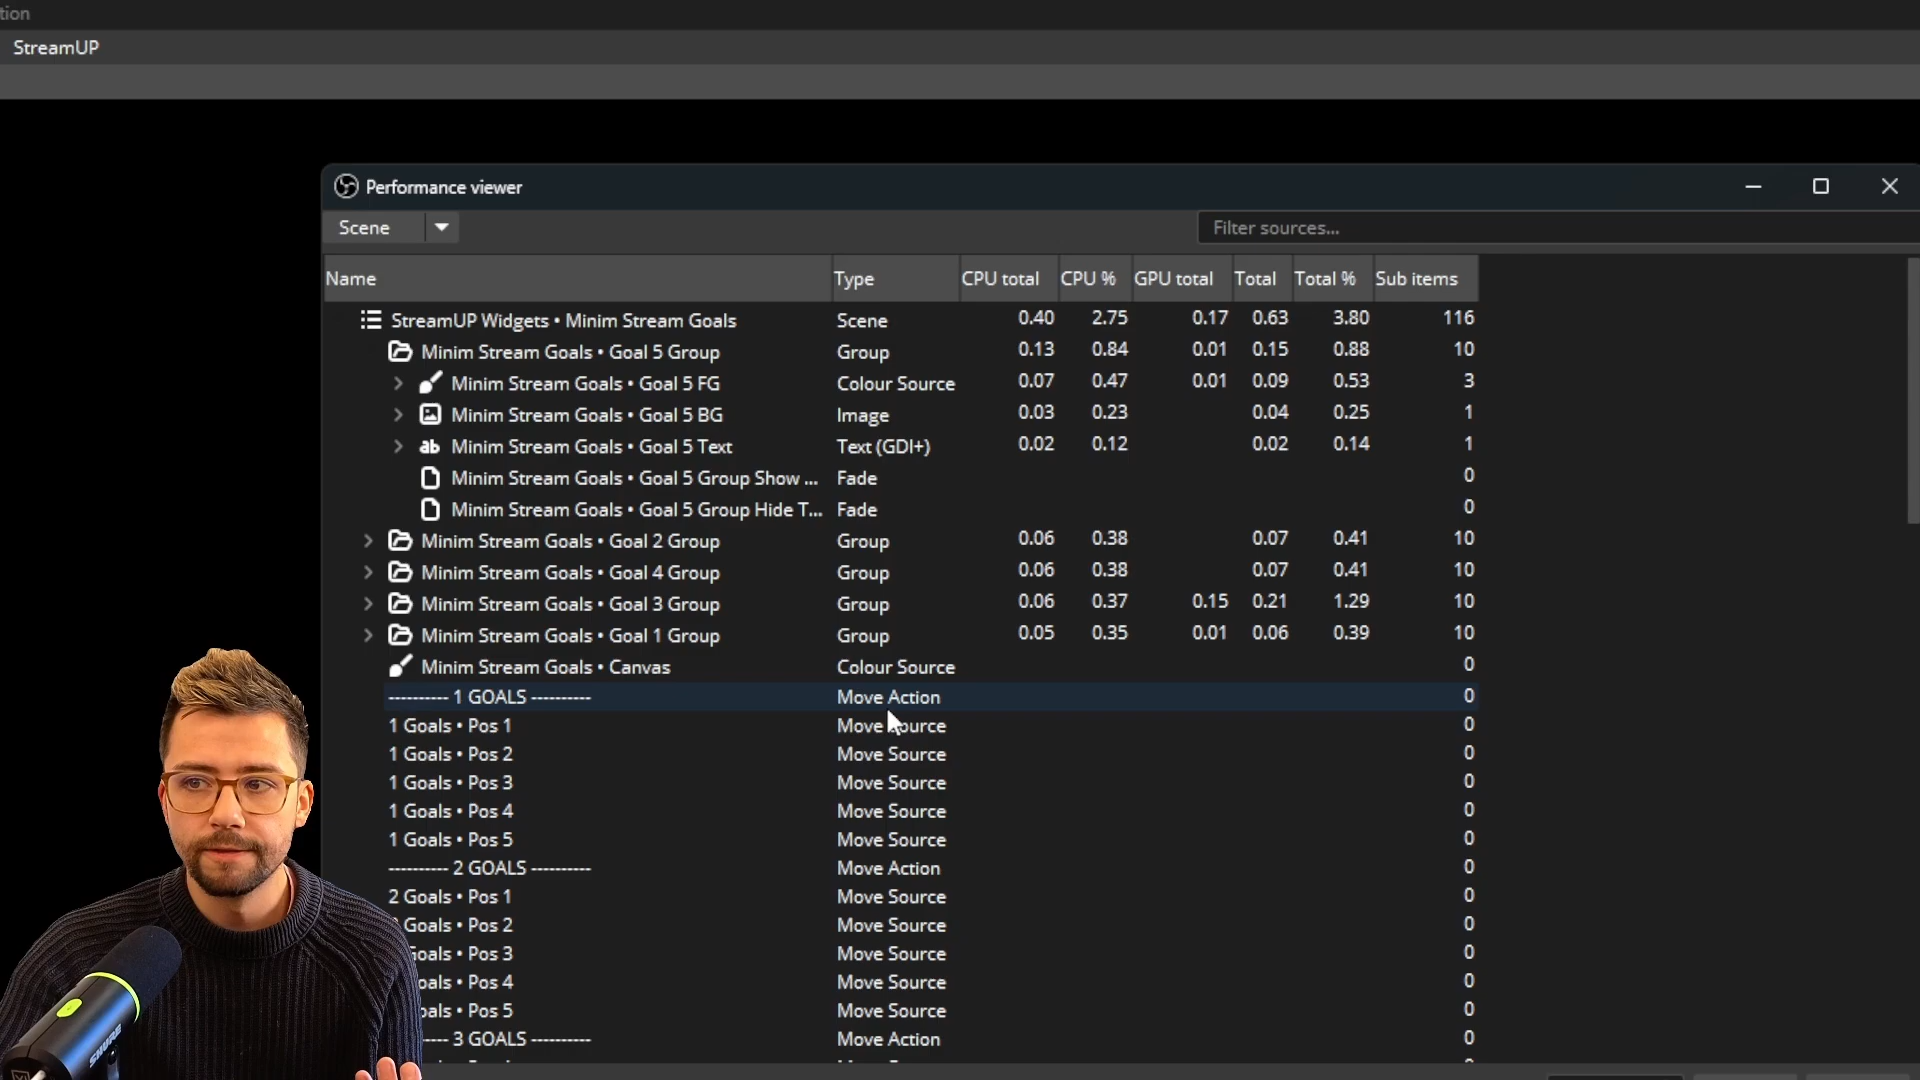 tion
StreamUP
Performance viewer
Scene
Filter sources...
Name Type CPU total CPU % GPU total Total Total % Sub items
StreamUP Widgets • Minim Stream Goals Scene 0.40 2.75 0.17 0.63 3.80 116
Minim Stream Goals • Goal 5 Group Group 0.13 0.84 0.01 0.15 0.88 10
Minim Stream Goals • Goal 5 FG Colour Source 0.07 0.47 0.01 0.09 0.53 3
Minim Stream Goals • Goal 5 BG Image 0.03 0.23 0.04 0.25 1
ab Minim Stream Goals • Goal 5 Text Text (GDI+) 0.02 0.12 0.02 0.14 1
Minim Stream Goals • Goal 5 Group Show ... Fade 0
Minim Stream Goals • Goal 5 Group Hide T... Fade 0
Minim Stream Goals • Goal 2 Group Group 0.06 0.38 0.07 0.41 10
Minim Stream Goals • Goal 4 Group Group 0.06 0.38 0.07 0.41 10
Minim Stream Goals • Goal 3 Group Group 0.06 0.37 0.15 0.21 1.29 10
Minim Stream Goals • Goal 1 Group Group 0.05 0.35 0.01 0.06 0.39 10
Minim Stream Goals • Canvas Colour Source 0
---------- 1 GOALS ---------- Move Action 0
1 Goals • Pos 1 Move Source 0
1 Goals • Pos 2 Move Source 0
1 Goals • Pos 3 Move Source 0
1 Goals • Pos 4 Move Source 0
1 Goals • Pos 5 Move Source 0
---------- 2 GOALS ---------- Move Action 0
2 Goals • Pos 1 Move Source 0
Goals • Pos 2 Move Source 0
Goals • Pos 3 Move Source 0
oals • Pos 4 Move Source 0
oals • Pos 5 Move Source 0
---- 3 GOALS ---------- Move Action 0
SHURE